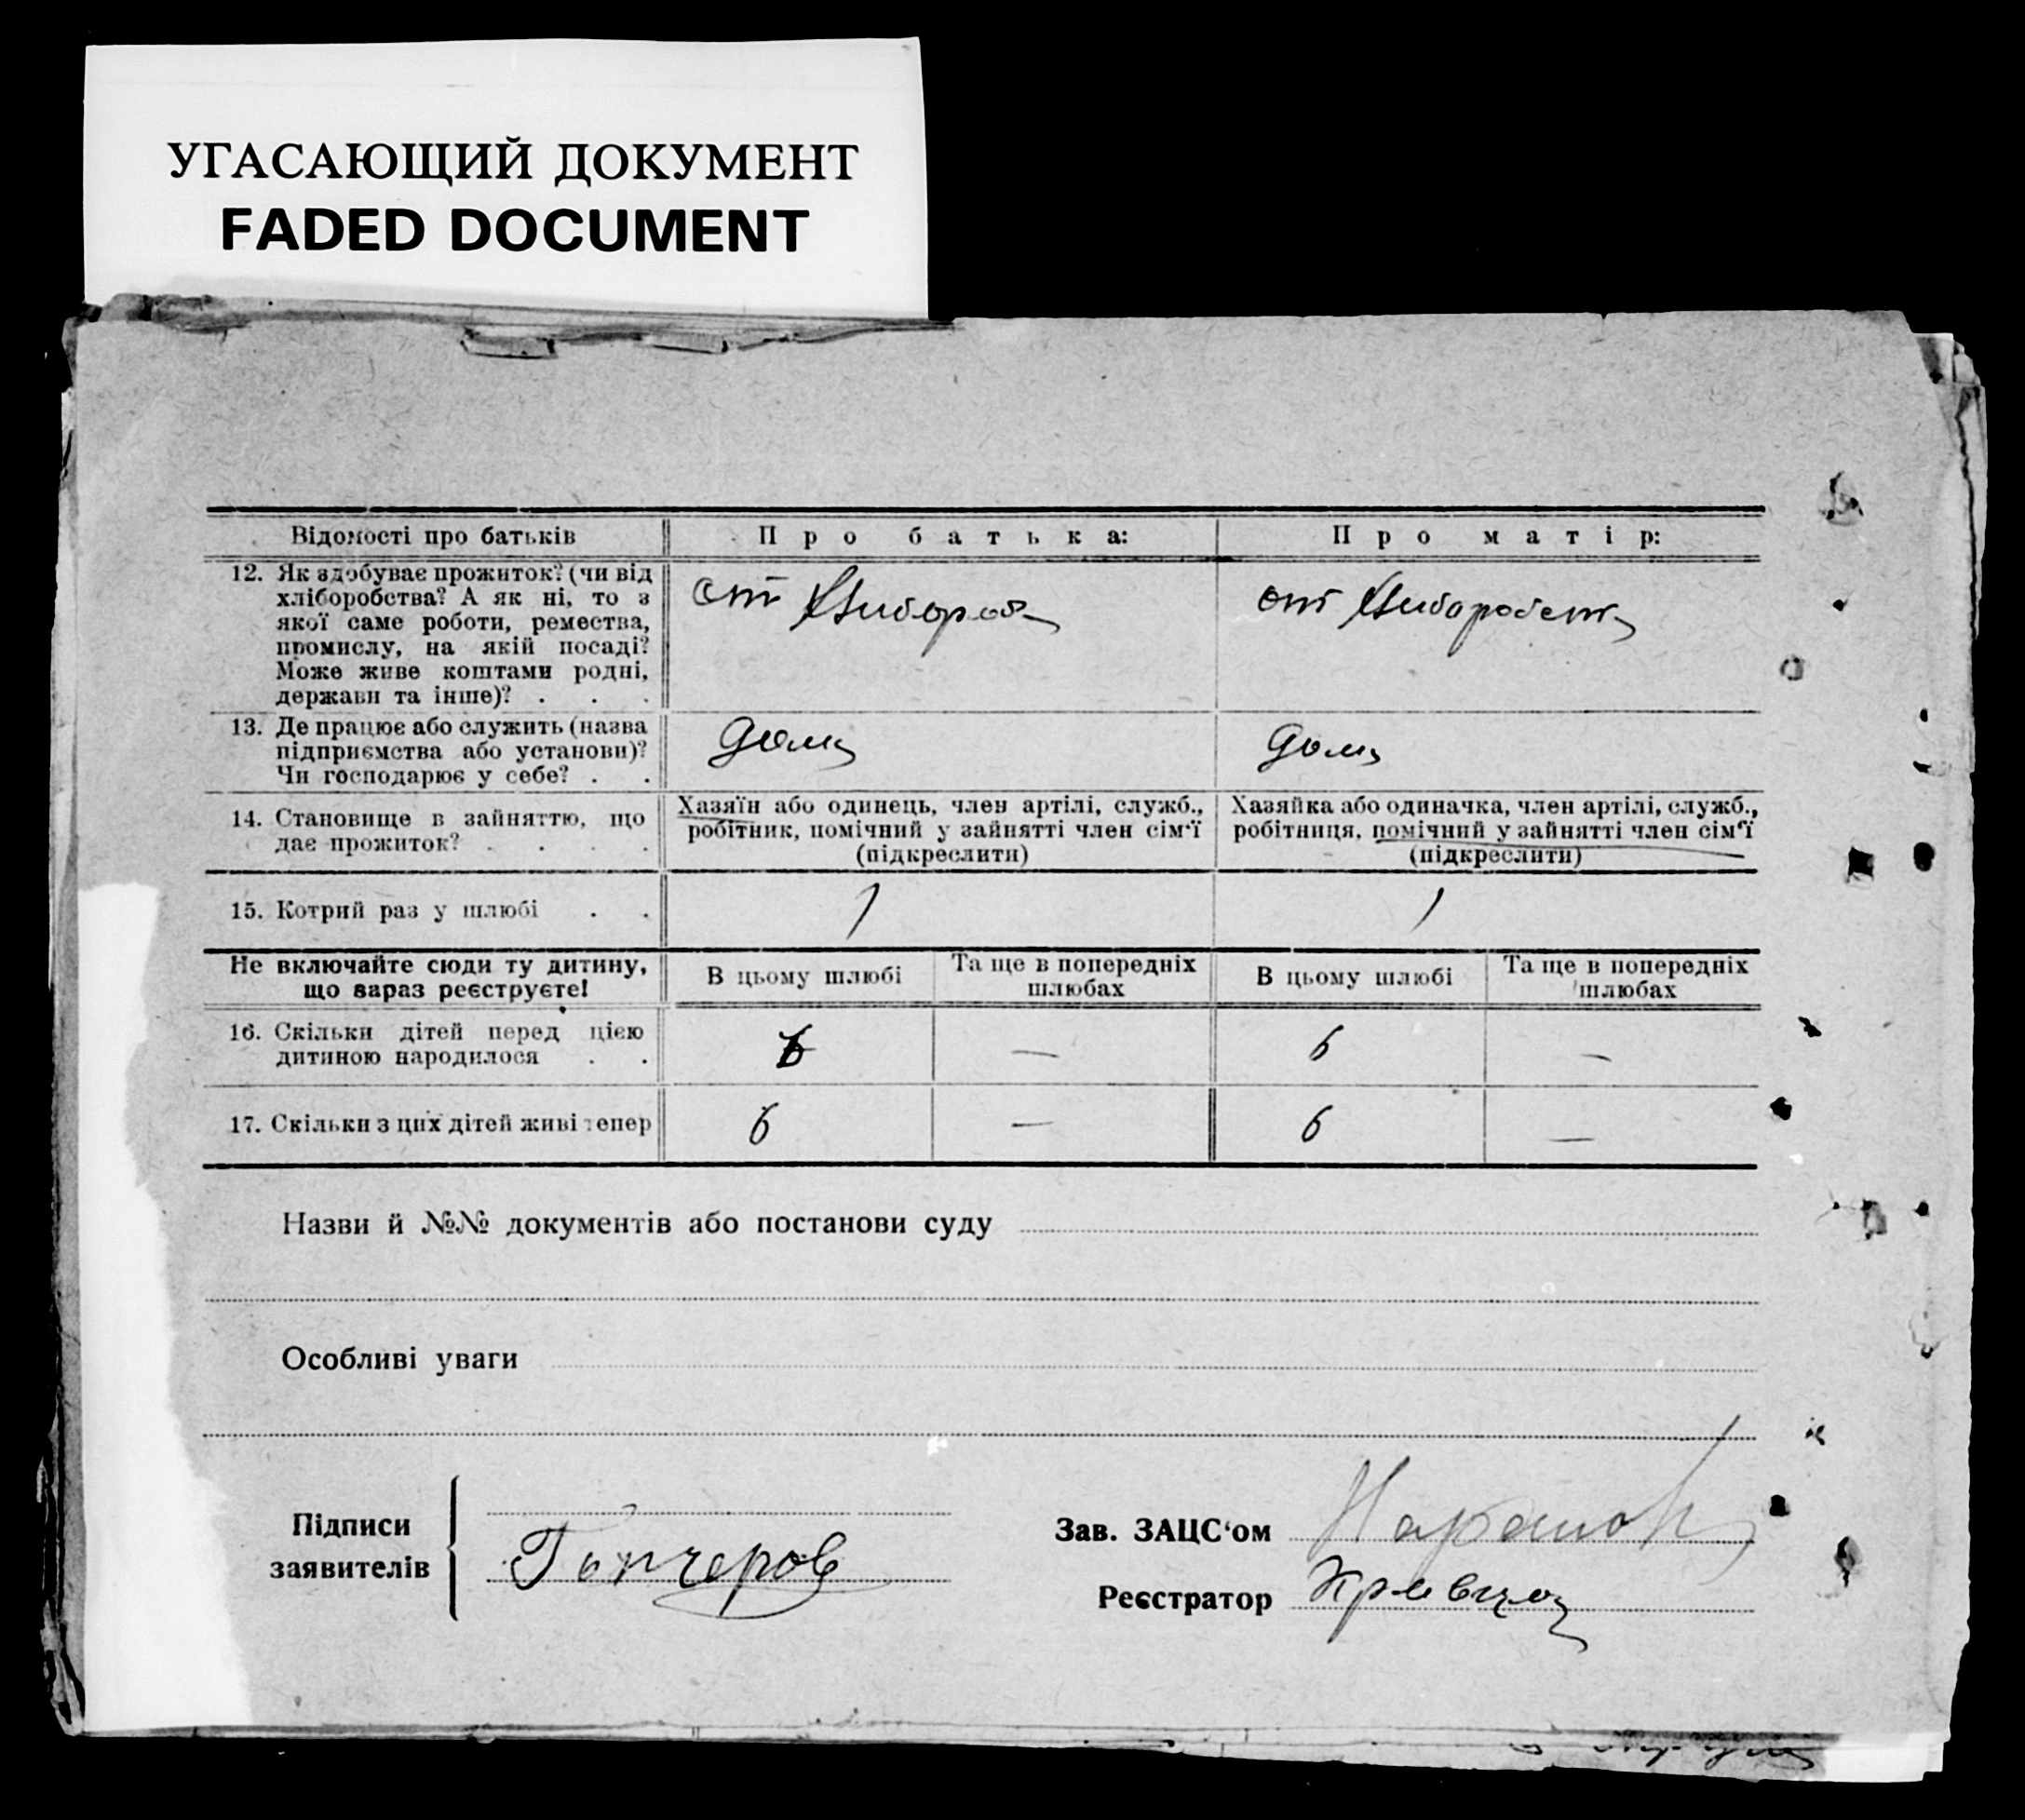 УГАСАЮЩИЙ ДОКУМЕНТ
FADED DOCUMENT
Відомості про батьків
Про батька:
Про матір:
12. Як здобуває прожиток? (чи від
хліборобства? А як ні, то з
якої саме роботи, ремества,
промислу, на якій посаді?
Може живе коштами родні,
держави та інше)? . . .
от
от
13. Де працює або служить (назва
підприємства або установи)?
Чи господарює у себе? . .
дома
дома
14. Становище в зайняттю, що
дає прожиток? . . . .
Хазяїн або одинець, член артілі, служб.,
робітник, помічний у зайнятті член сім'ї
(підкреслити)
Хазяйка або одиначка, член артілі, служб.,
робітниця, помічний у зайнятті член сім'ї
(підкреслити)
15. Котрий раз у шлюбі . .
1
1
Не включайте сюди ту дитину,
що зараз реєструєте!
В цьому шлюбі
Та ще в попередніх
шлюбах
В цьому шлюбі
Та ще в попередніх
шлюбах
16. Скільки дітей перед цією
дитиною народилося . .
6
—
6
—
17. Скільки з цих дітей живі тепер
6
—
6
—
Назви й №№ документів або постанови суду
Особливі уваги
Підписи
заявителів
Гончеров
Зав. ЗАЦС‘ом
Реєстратор